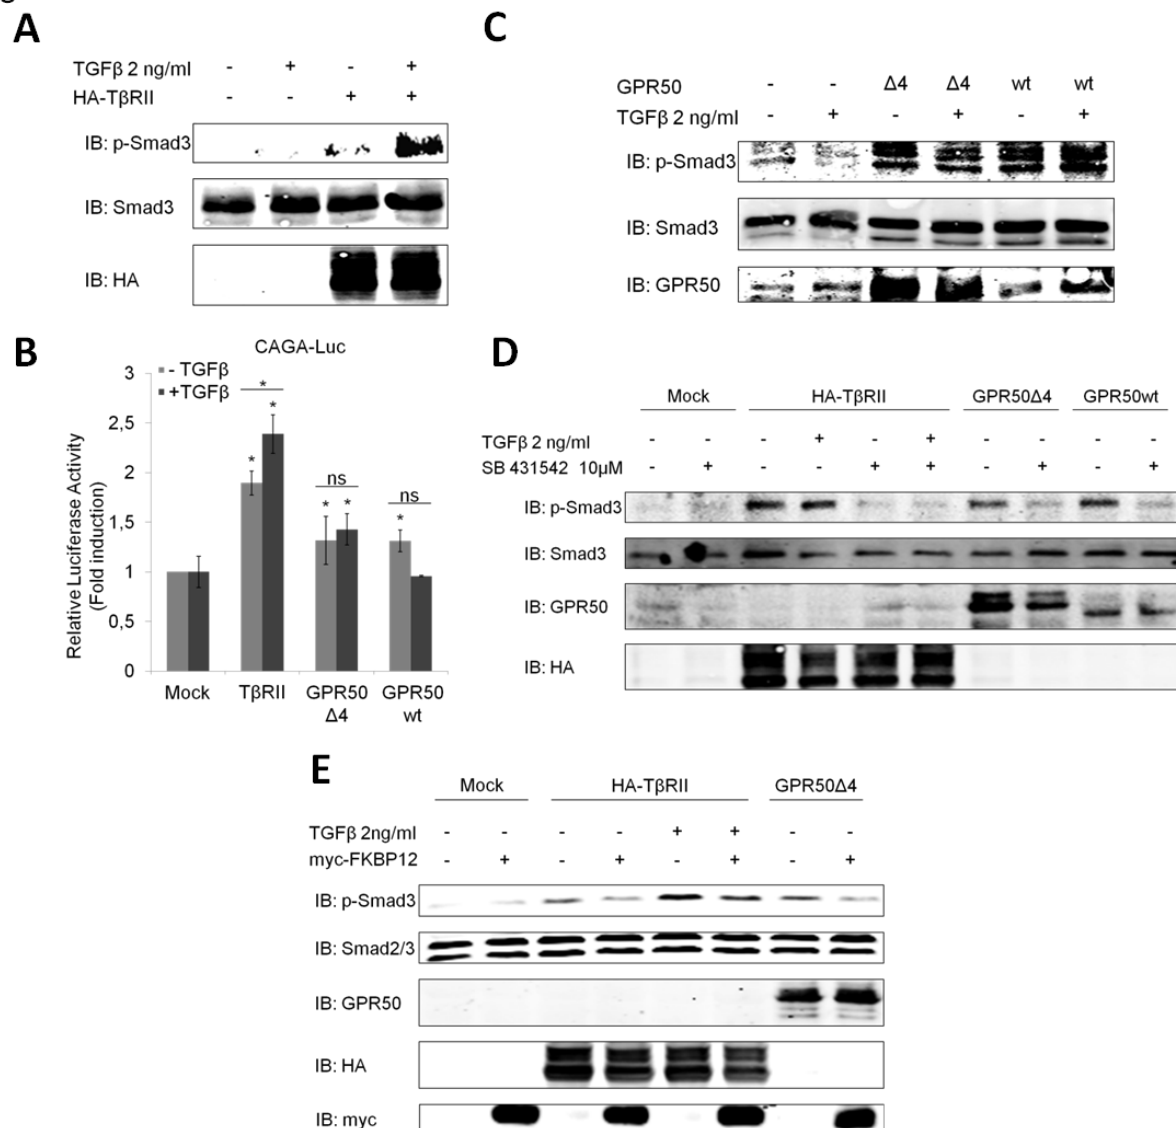 A
TGFβ 2 ng/ml - + - +
HA-TβRII - - + +
IB: p-Smad3
IB: Smad3
IB: HA
C
GPR50 - - Δ4 Δ4 wt wt
TGFβ 2 ng/ml - + - + - +
IB: p-Smad3
IB: Smad3
IB: GPR50
B
CAGA-Luc
- TGFβ
+TGFβ
Relative Luciferase Activity
(Fold induction)
3
2,5
2
1,5
1
0,5
0
*
* *
ns
* *
ns
*
Mock TβRII GPR50 GPR50
Δ4 wt
D
Mock HA-TβRII GPR50Δ4 GPR50wt
TGFβ 2 ng/ml - - - + - + - - - -
SB 431542 10μM - + - - + + - + - +
IB: p-Smad3
IB: Smad3
IB: GPR50
IB: HA
E
Mock HA-TβRII GPR50Δ4
TGFβ 2ng/ml - - - - + + - -
myc-FKBP12 - + - + - + - +
IB: p-Smad3
IB: Smad2/3
IB: GPR50
IB: HA
IB: myc